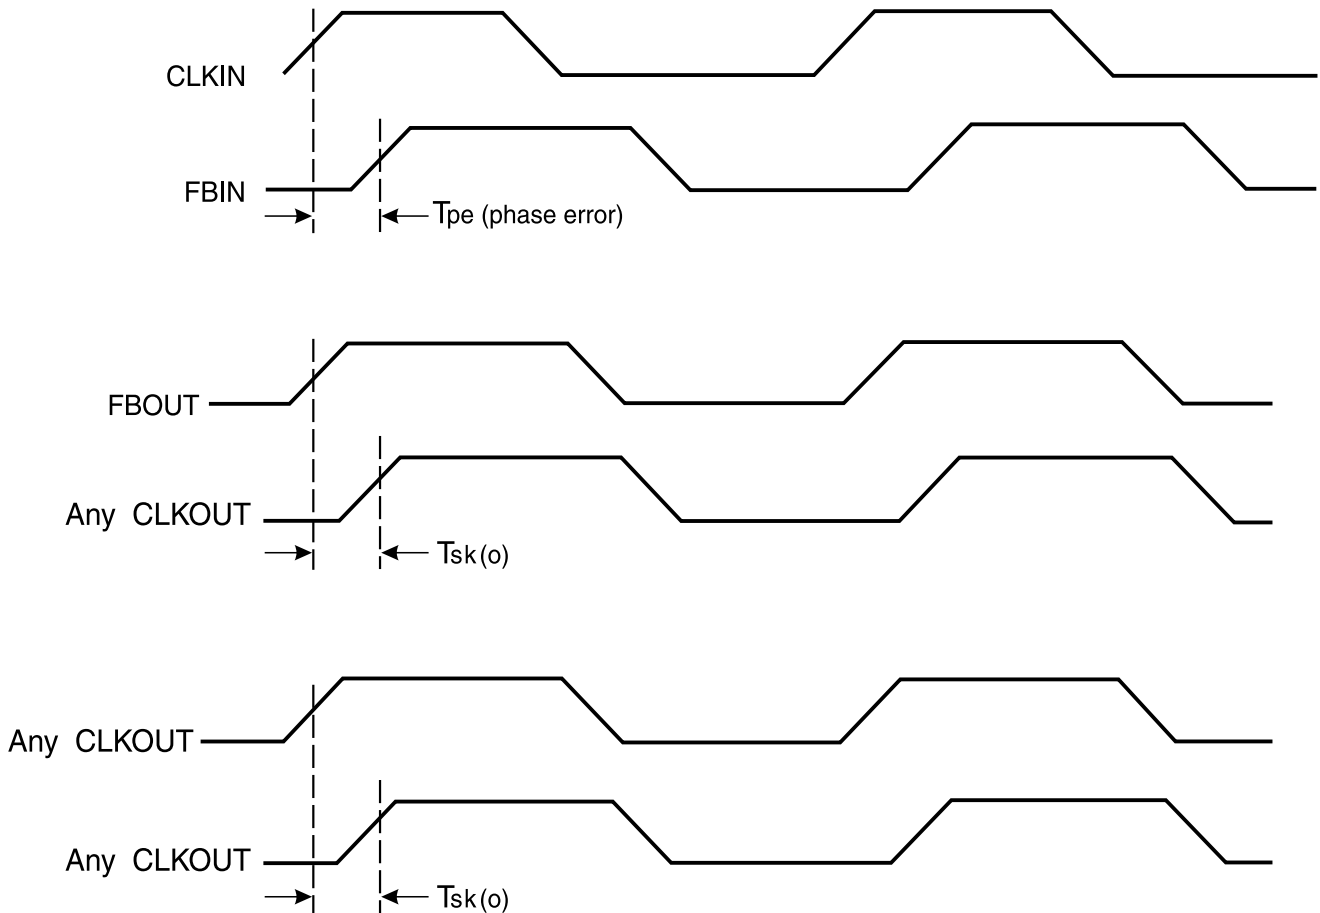 CLKIN
FBIN
Tpe (phase error)
FBOUT
Any CLKOUT
Tsk(o)
Any CLKOUT
Any CLKOUT
Tsk(o)